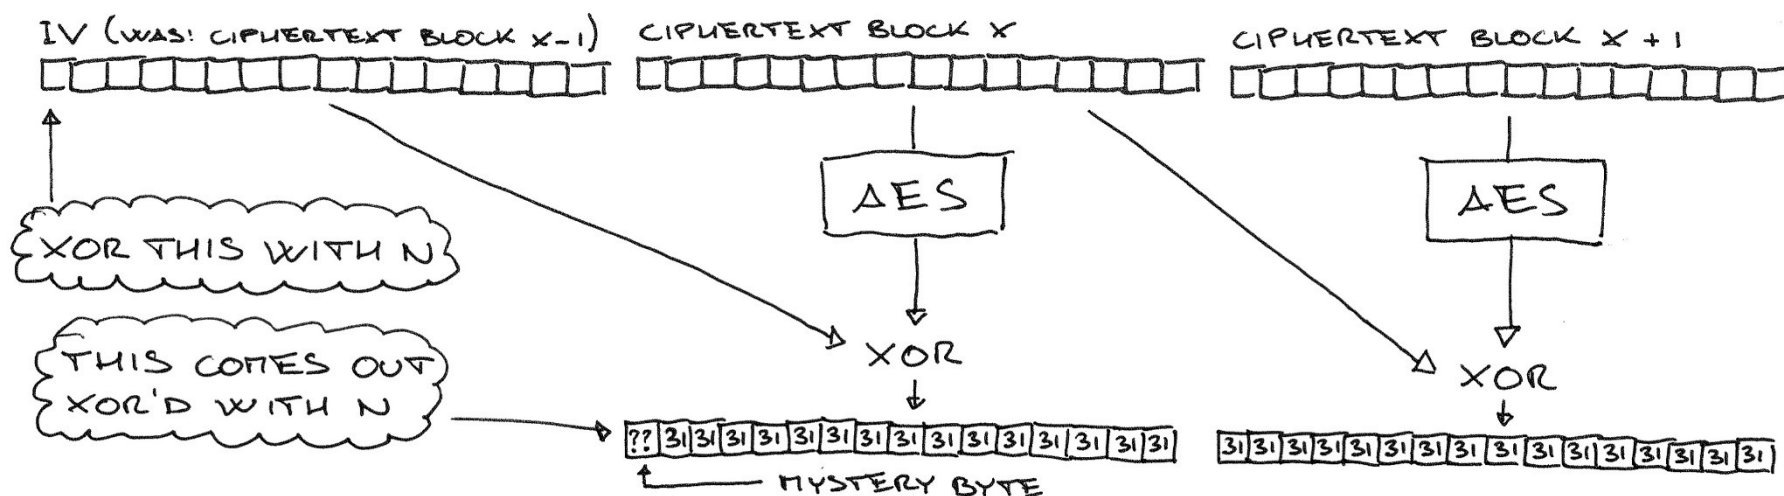 IV (WAS: CIPHERTEXT BLOCK X-1)
CIPHERTEXT BLOCK X
CIPHERTEXT BLOCK X + 1
AES
AES
XOR THIS WITH N
XOR
XOR
THIS COMES OUT
XOR'D WITH N
?? 31 31 31 31 31 31 31 31 31 31 31 31 31 31 31
31 31 31 31 31 31 31 31 31 31 31 31 31 31 31 31
MYSTERY BYTE